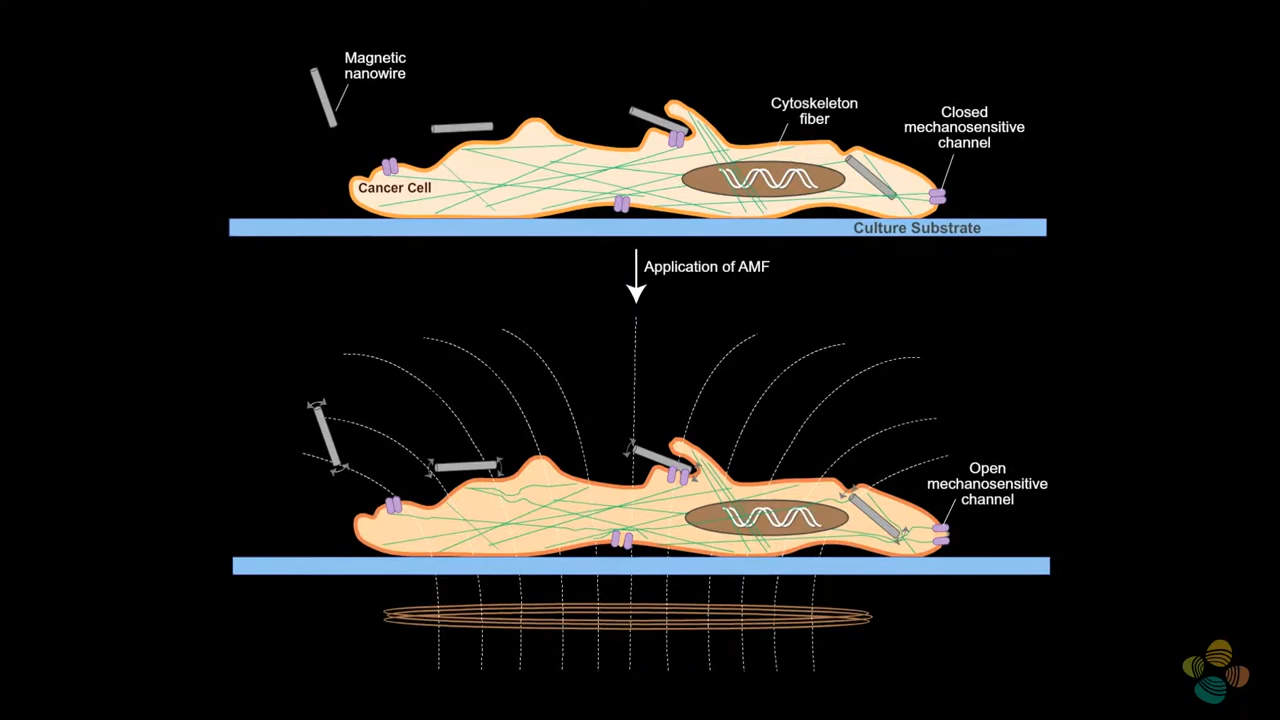 Magnetic
nanowire
Cytoskeleton
fiber
Closed
mechanosensitive
channel
Cancer Cell
Culture Substrate
Application of AMF
Open
mechanosensitive
channel